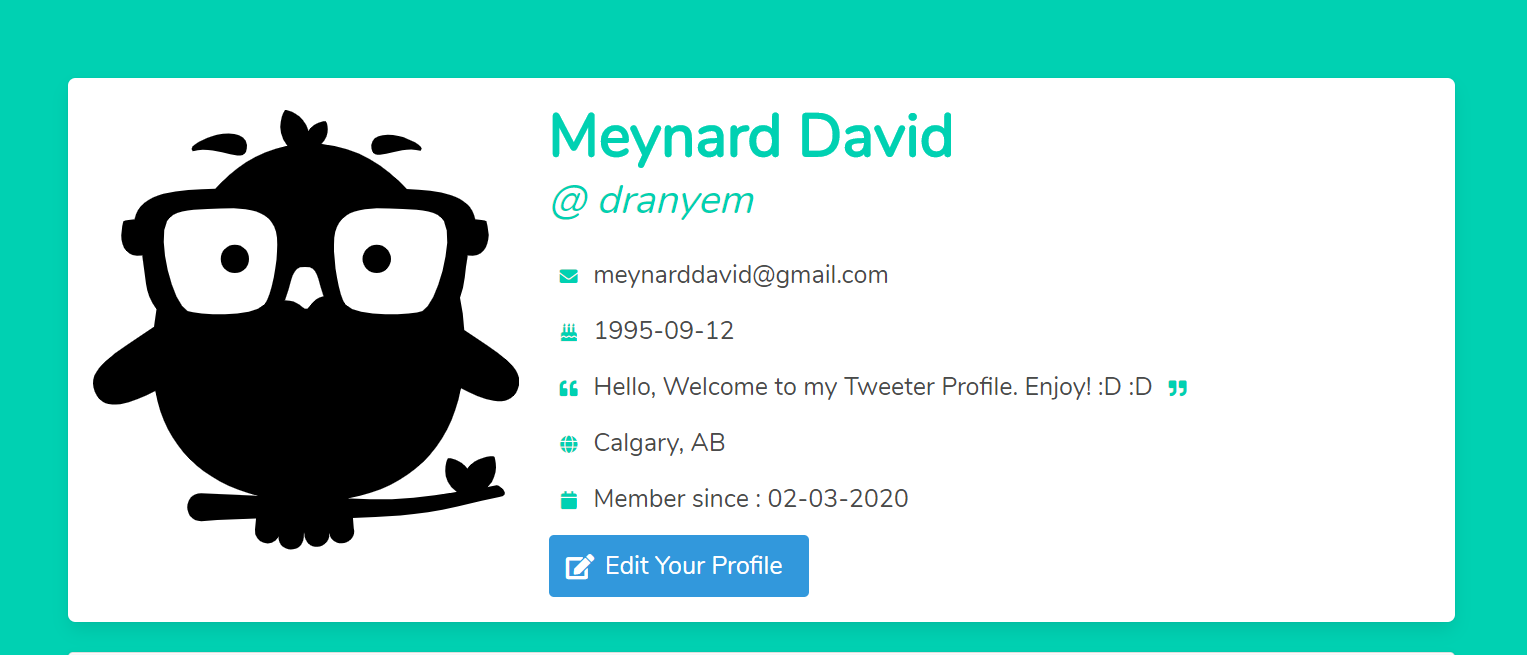 Meynard David
@ dranyem
meynarddavid@gmail.com
1995-09-12
Hello, Welcome to my Tweeter Profile. Enjoy! :D :D
Calgary, AB
Member since : 02-03-2020
Edit Your Profile